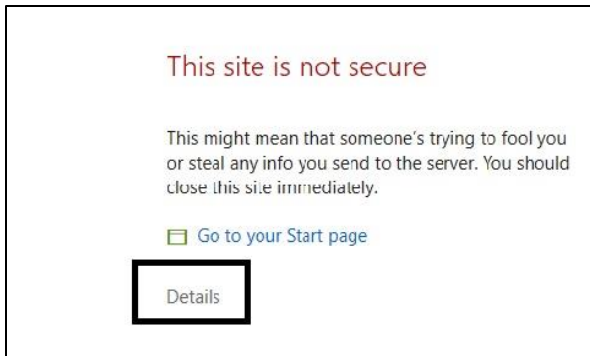 This site is not secure
This might mean that someone's trying to fool you
or steal any info you send to the server. You should
close this site immediately.
Go to your Start page
Details